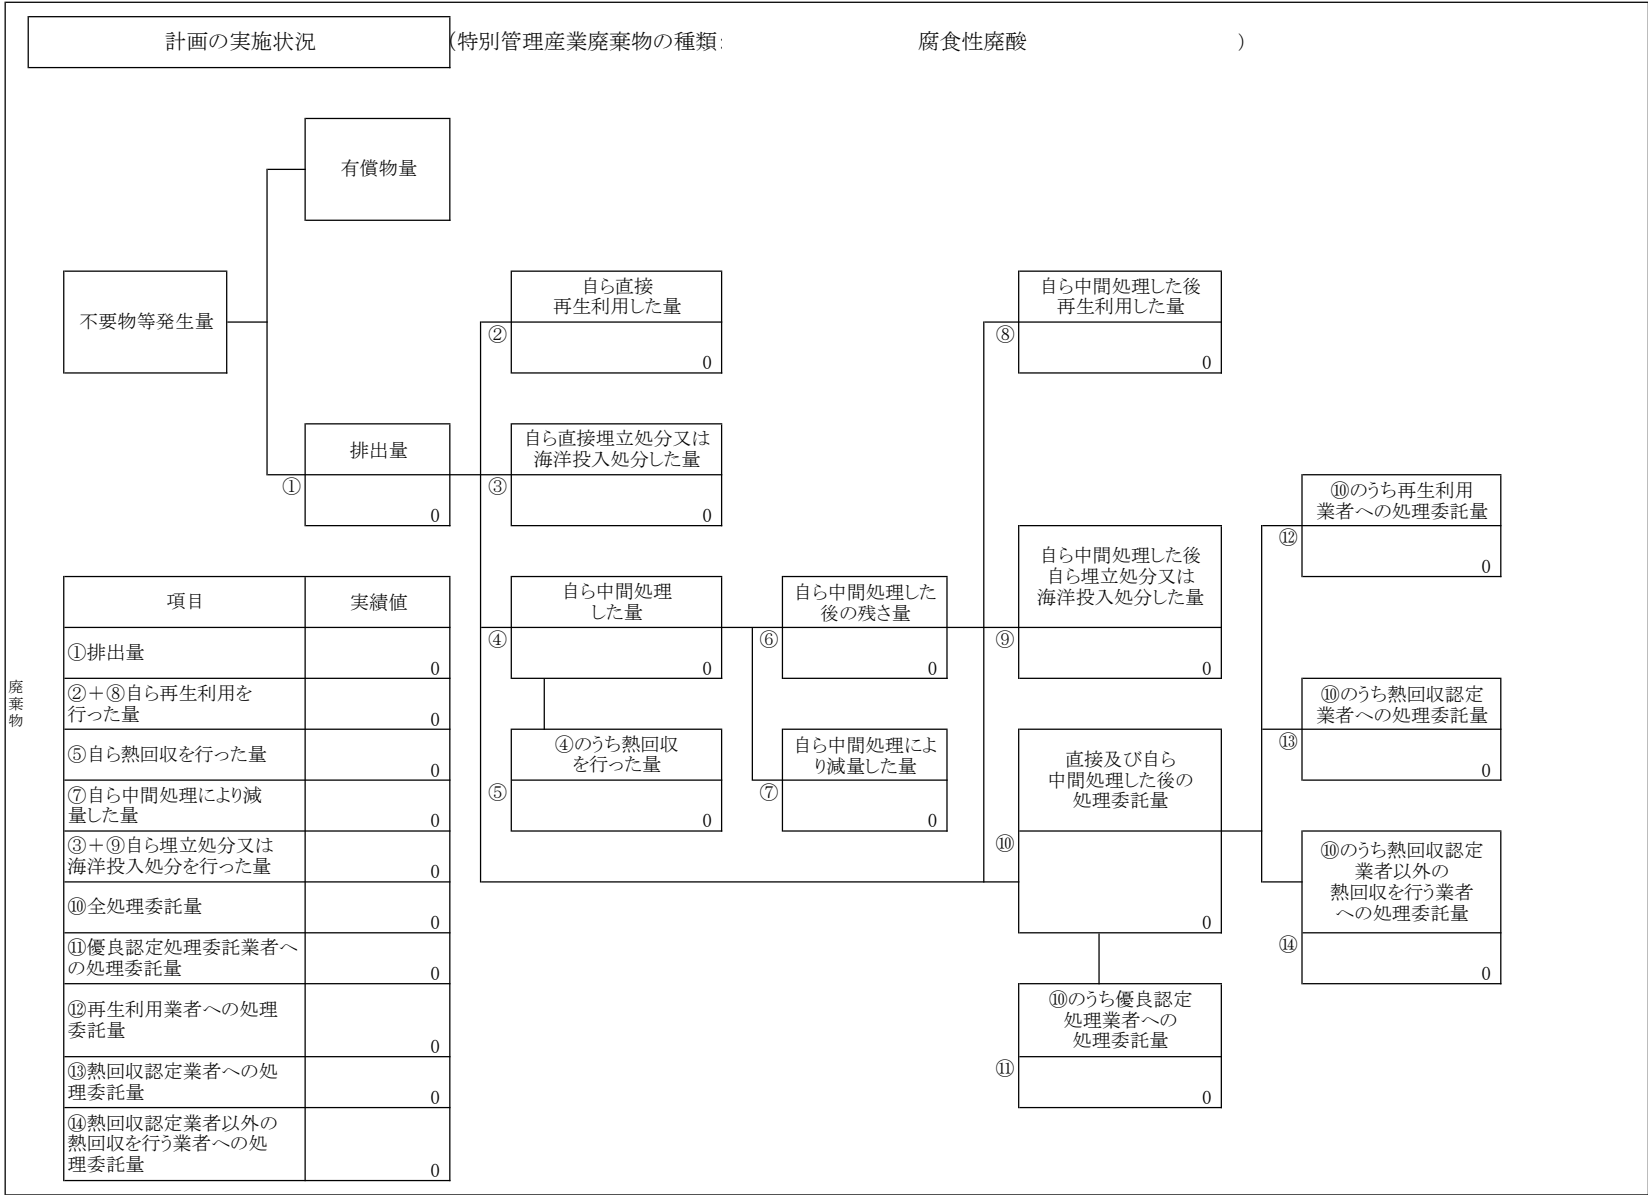 計画の実施状況
(特別管理産業廃棄物の種類: 腐食性廃酸 )
有償物量
不要物等発生量
排出量
①
0
自ら直接
再生利用した量
②
0
自ら直接埋立処分又は
海洋投入処分した量
③
0
自ら中間処理
した量
④
0
④のうち熱回収
を行った量
⑤
0
自ら中間処理した
後の残さ量
⑥
0
自ら中間処理によ
り減量した量
⑦
0
自ら中間処理した後
再生利用した量
⑧
0
自ら中間処理した後
自ら埋立処分又は
海洋投入処分した量
⑨
0
直接及び自ら
中間処理した後の
処理委託量
⑩
0
⑩のうち優良認定
処理業者への
処理委託量
⑪
0
⑩のうち再生利用
業者への処理委託量
⑫
0
⑩のうち熱回収認定
業者への処理委託量
⑬
0
⑩のうち熱回収認定
業者以外の
熱回収を行う業者
への処理委託量
⑭
0
項目 実績値
①排出量
0
②+⑧自ら再生利用を
行った量
0
⑤自ら熱回収を行った量
0
⑦自ら中間処理により減
量した量
0
③+⑨自ら埋立処分又は
海洋投入処分を行った量
0
⑩全処理委託量
0
⑪優良認定処理委託業者へ
の処理委託量
0
⑫再生利用業者への処理
委託量
0
⑬熱回収認定業者への処
理委託量
0
⑭熱回収認定業者以外の
熱回収を行う業者への処
理委託量
0
廃棄物